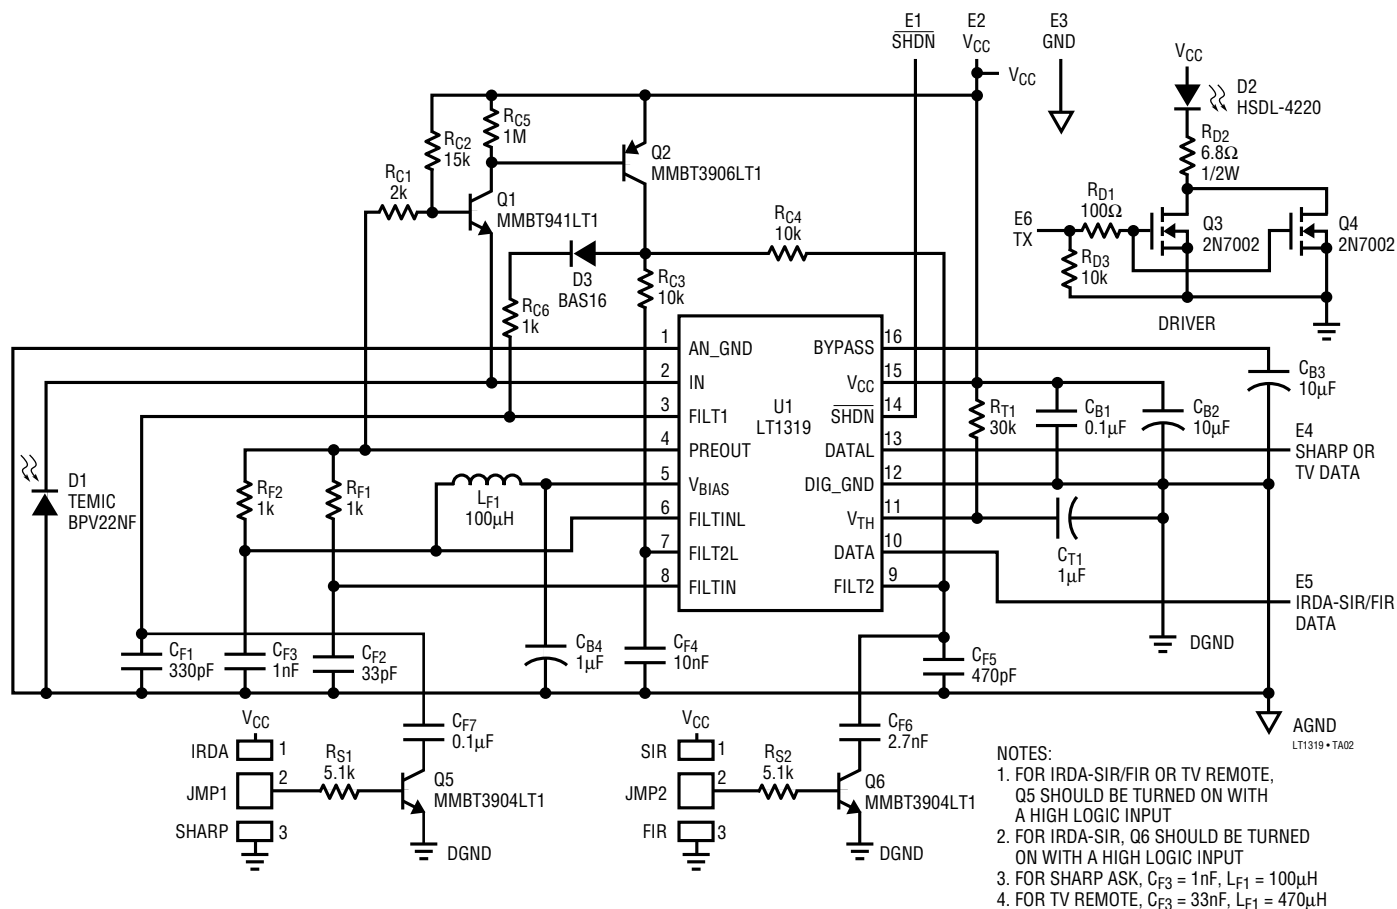 E1
SHDN
E2
VCC
VCC
E3
GND
VCC
D2
HSDL-4220
RD2
6.8Ω
1/2W
RD1
100Ω
E6
TX
RD3
10k
Q3
2N7002
Q4
2N7002
DRIVER
RC5
1M
RC2
15k
RC1
2k
Q1
MMBT941LT1
Q2
MMBT3906LT1
RC4
10k
D3
BAS16
RC3
10k
RC6
1k
1
AN_GND
2
IN
3
FILT1
4
PREOUT
5
VBIAS
6
FILTINL
7
FILT2L
8
FILTIN
U1
LT1319
BYPASS
16
VCC
15
SHDN
14
DATAL
13
DIG_GND
12
VTH
11
DATA
10
FILT2
9
RT1
30k
CB1
0.1µF
CB2
10µF
CB3
10µF
E4
SHARP OR
TV DATA
CT1
1µF
E5
IRDA-SIR/FIR
DATA
DGND
D1
TEMIC
BPV22NF
RF2
1k
RF1
1k
LF1
100µH
CF1
330pF
CF3
1nF
CF2
33pF
CB4
1µF
CF4
10nF
CF5
470pF
AGND
LT1319 • TA02
VCC
IRDA
1
JMP1
2
SHARP
3
RS1
5.1k
CF7
0.1µF
Q5
MMBT3904LT1
DGND
VCC
SIR
1
JMP2
2
FIR
3
RS2
5.1k
CF6
2.7nF
Q6
MMBT3904LT1
DGND
NOTES:
1. FOR IRDA-SIR/FIR OR TV REMOTE,
Q5 SHOULD BE TURNED ON WITH
A HIGH LOGIC INPUT
2. FOR IRDA-SIR, Q6 SHOULD BE TURNED
ON WITH A HIGH LOGIC INPUT
3. FOR SHARP ASK, CF3 = 1nF, LF1 = 100µH
4. FOR TV REMOTE, CF3 = 33nF, LF1 = 470µH